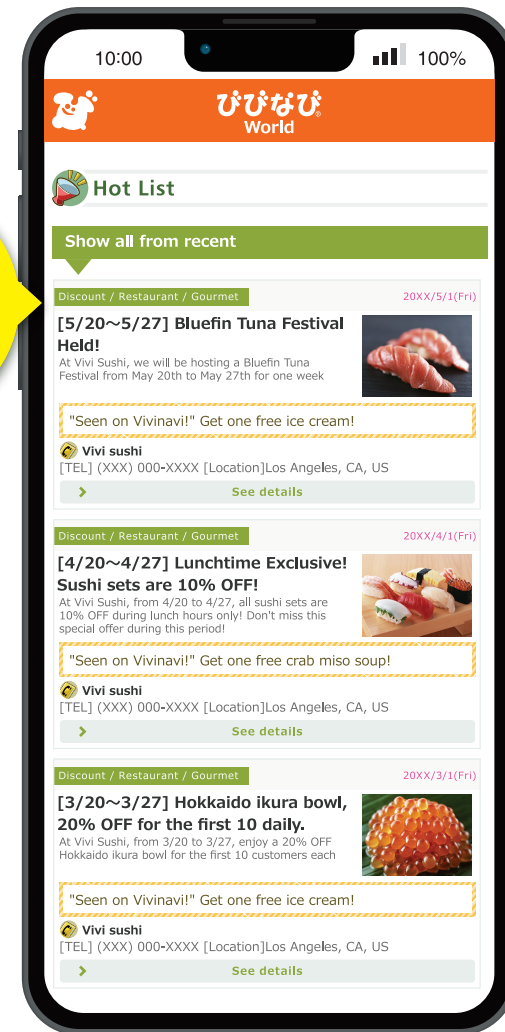 10:00
100%
びびなび®
World
Hot List
Show all from recent
Discount / Restaurant / Gourmet
20XX/5/1(Fri)
[5/20～5/27] Bluefin Tuna Festival
Held!
At Vivi Sushi, we will be hosting a Bluefin Tuna
Festival from May 20th to May 27th for one week
"Seen on Vivinavi!" Get one free ice cream!
Vivi sushi
[TEL] (XXX) 000-XXXX [Location]Los Angeles, CA, US
See details
Discount / Restaurant / Gourmet
20XX/4/1(Fri)
[4/20～4/27] Lunchtime Exclusive!
Sushi sets are 10% OFF!
At Vivi Sushi, from 4/20 to 4/27, all sushi sets are
10% OFF during lunch hours only! Don't miss this
special offer during this period!
"Seen on Vivinavi!" Get one free crab miso soup!
Vivi sushi
[TEL] (XXX) 000-XXXX [Location]Los Angeles, CA, US
See details
Discount / Restaurant / Gourmet
20XX/3/1(Fri)
[3/20～3/27] Hokkaido ikura bowl,
20% OFF for the first 10 daily.
At Vivi Sushi, from 3/20 to 3/27, enjoy a 20% OFF
Hokkaido ikura bowl for the first 10 customers each
"Seen on Vivinavi!" Get one free ice cream!
Vivi sushi
[TEL] (XXX) 000-XXXX [Location]Los Angeles, CA, US
See details